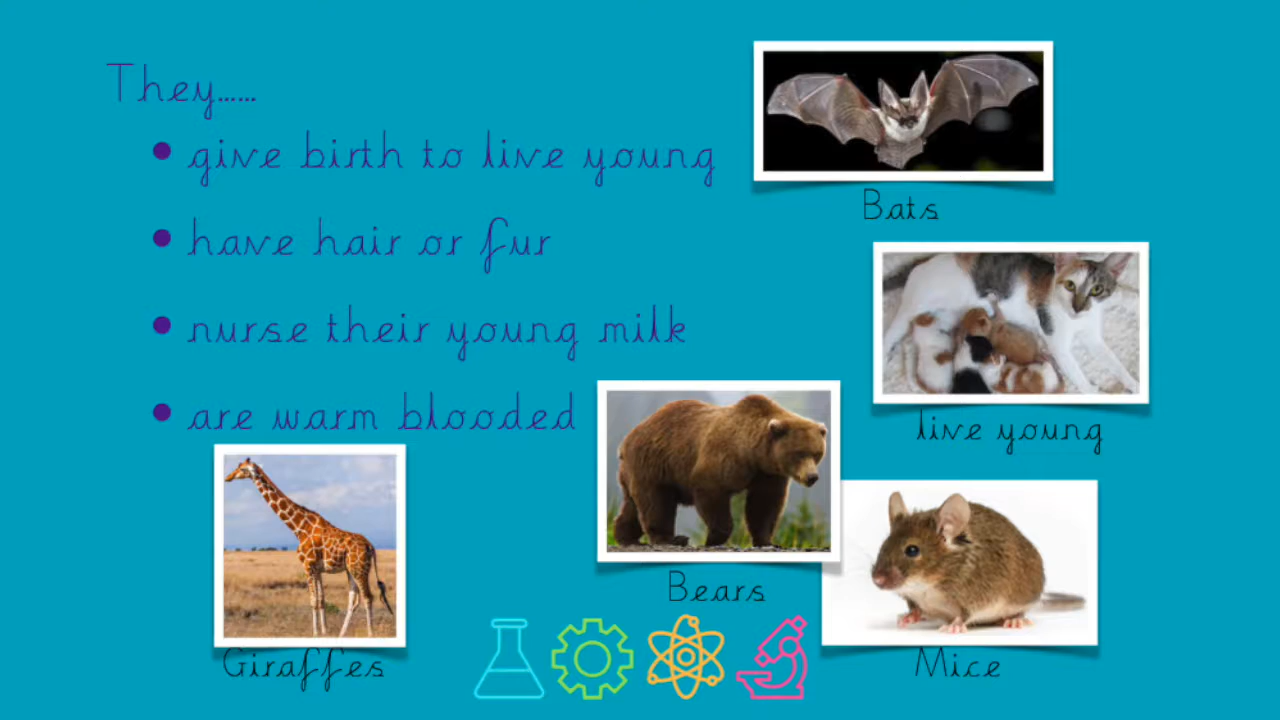 They......
• give birth to live young
• have hair or fur
• nurse their young milk
• are warm blooded
Bats
live young
Bears
Giraffes
Mice